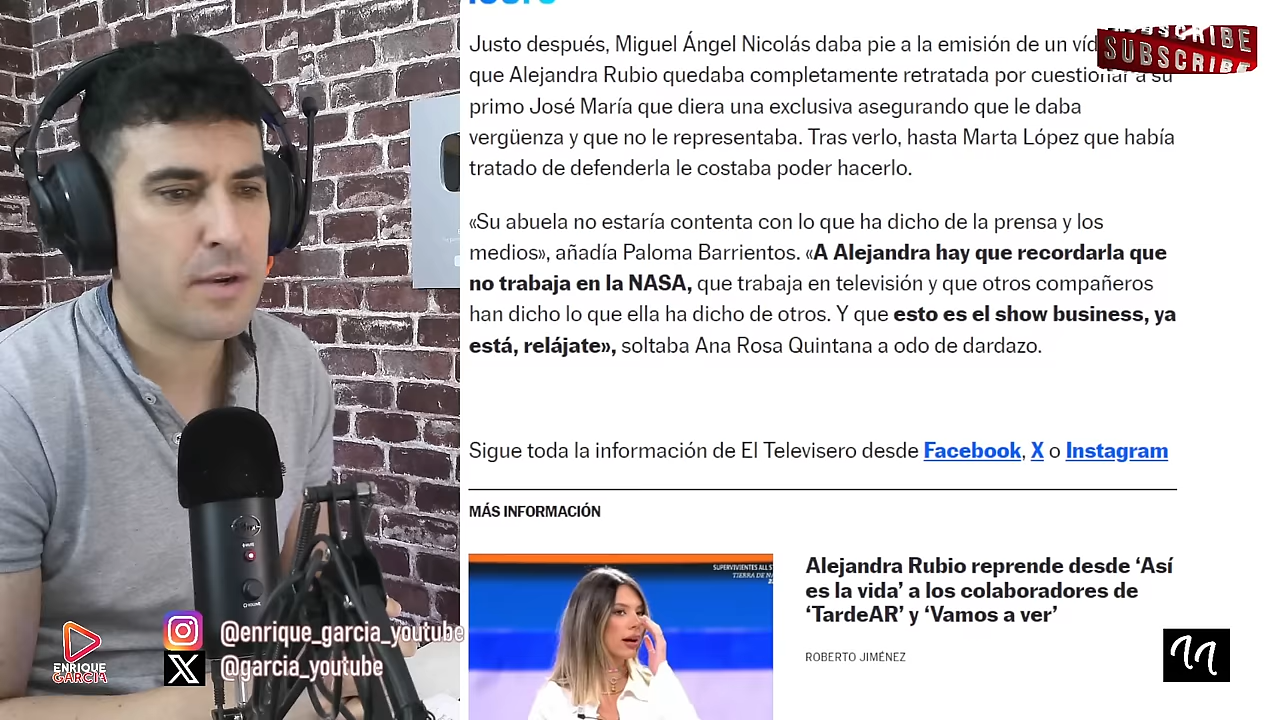 Justo después, Miguel Ángel Nicolás daba pie a la emisión de un
que Alejandra Rubio quedaba completamente retratada por cuestionar a su
primo José María que diera una exclusiva asegurando que le daba
vergüenza y que no le representaba. Tras verlo, hasta Marta López que había
tratado de defenderla le costaba poder hacerlo.
«Su abuela no estaría contenta con lo que ha dicho de la prensa y los
medios», añadía Paloma Barrientos. «A Alejandra hay que recordarla que
no trabaja en la NASA, que trabaja en televisión y que otros compañeros
han dicho lo que ella ha dicho de otros. Y que esto es el show business, ya
está, relájate», soltaba Ana Rosa Quintana a odo de dardazo.
Sigue toda la información de El Televisero desde Facebook, X o Instagram
MÁS INFORMACIÓN
SUPERVIVIENTES ALL
TIERRA DE
Alejandra Rubio reprende desde ‘Así
es la vida’ a los colaboradores de
‘TardeAR’ y ‘Vamos a ver’
ROBERTO JIMÉNEZ
SUBSCRIBE
SUBSCRIBE
ENRIQUE
GARCIA
@enrique_garcia_youtube
@garcia_youtube